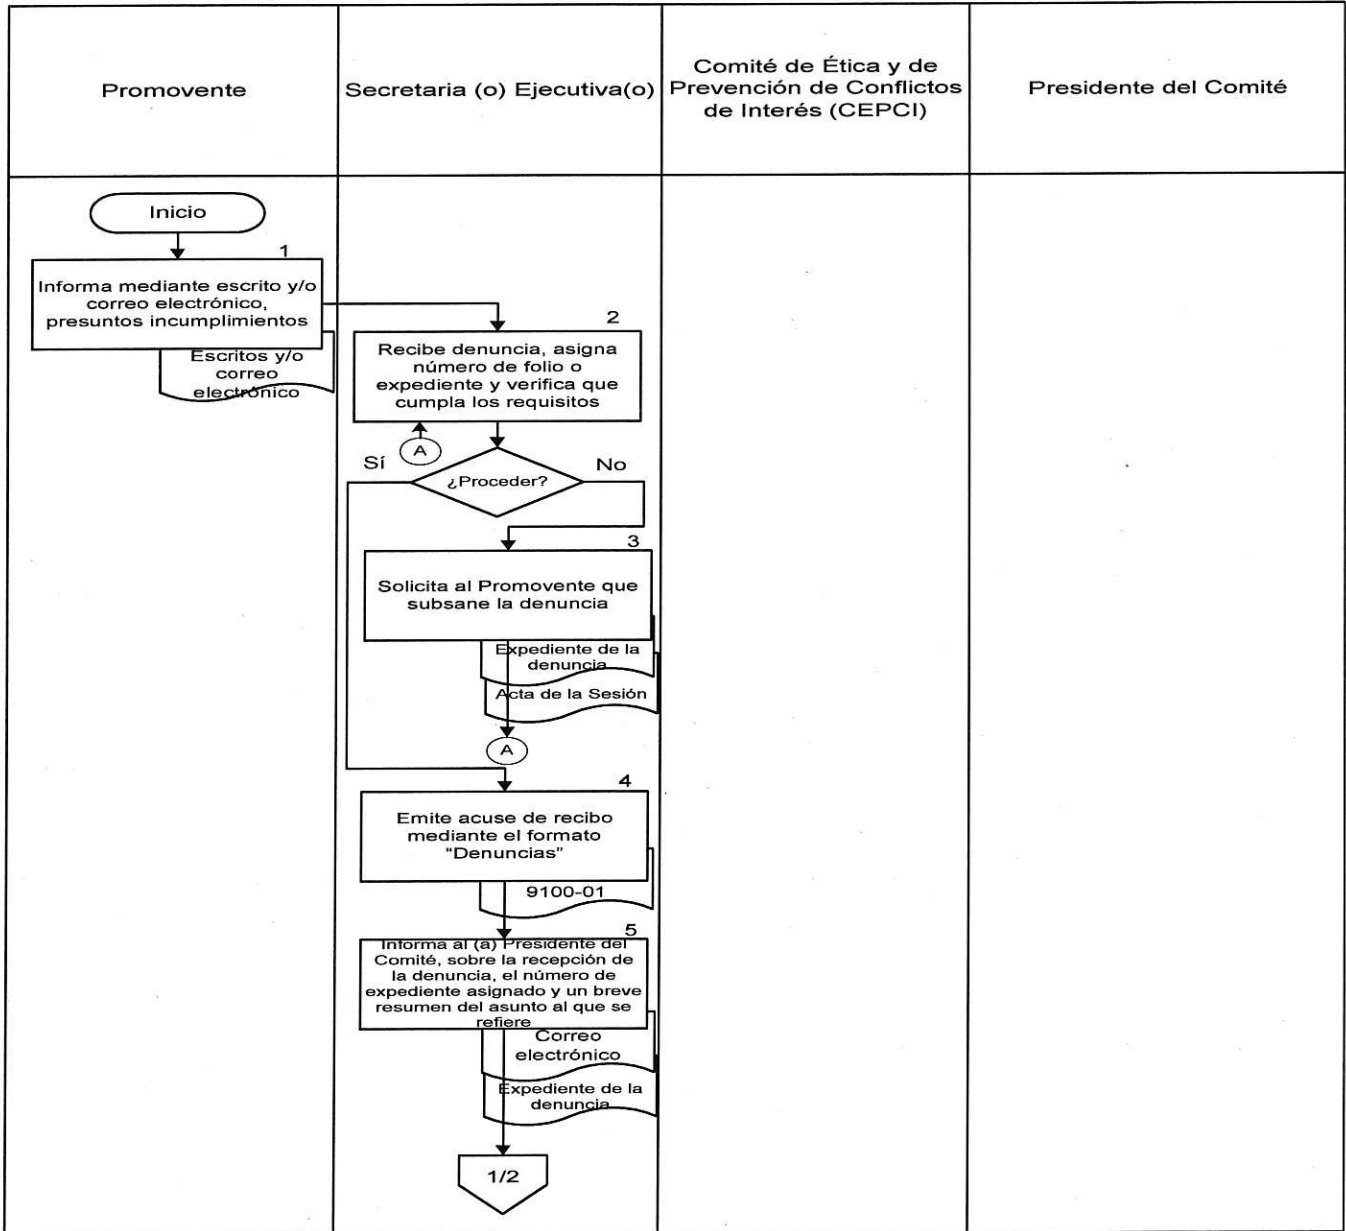 Promovente
Secretaria (o) Ejecutiva(o)
Comité de Ética y de
Prevención de Conflictos
de Interés (CEPCI)
Presidente del Comité
Inicio
1
Informa mediante escrito y/o
correo electrónico,
presuntos incumplimientos
Escritos y/o
correo
electrónico
2
Recibe denuncia, asigna
número de folio o
expediente y verifica que
cumpla los requisitos
A
Sí
¿Proceder?
No
3
Solicita al Promovente que
subsane la denuncia
Expediente de la
denuncia
Acta de la Sesión
A
4
Emite acuse de recibo
mediante el formato
“Denuncias”
9100-01
5
Informa al (a) Presidente del
Comité, sobre la recepción de
la denuncia, el número de
expediente asignado y un breve
resumen del asunto al que se
refiere
Correo
electrónico
Expediente de la
denuncia
1/2